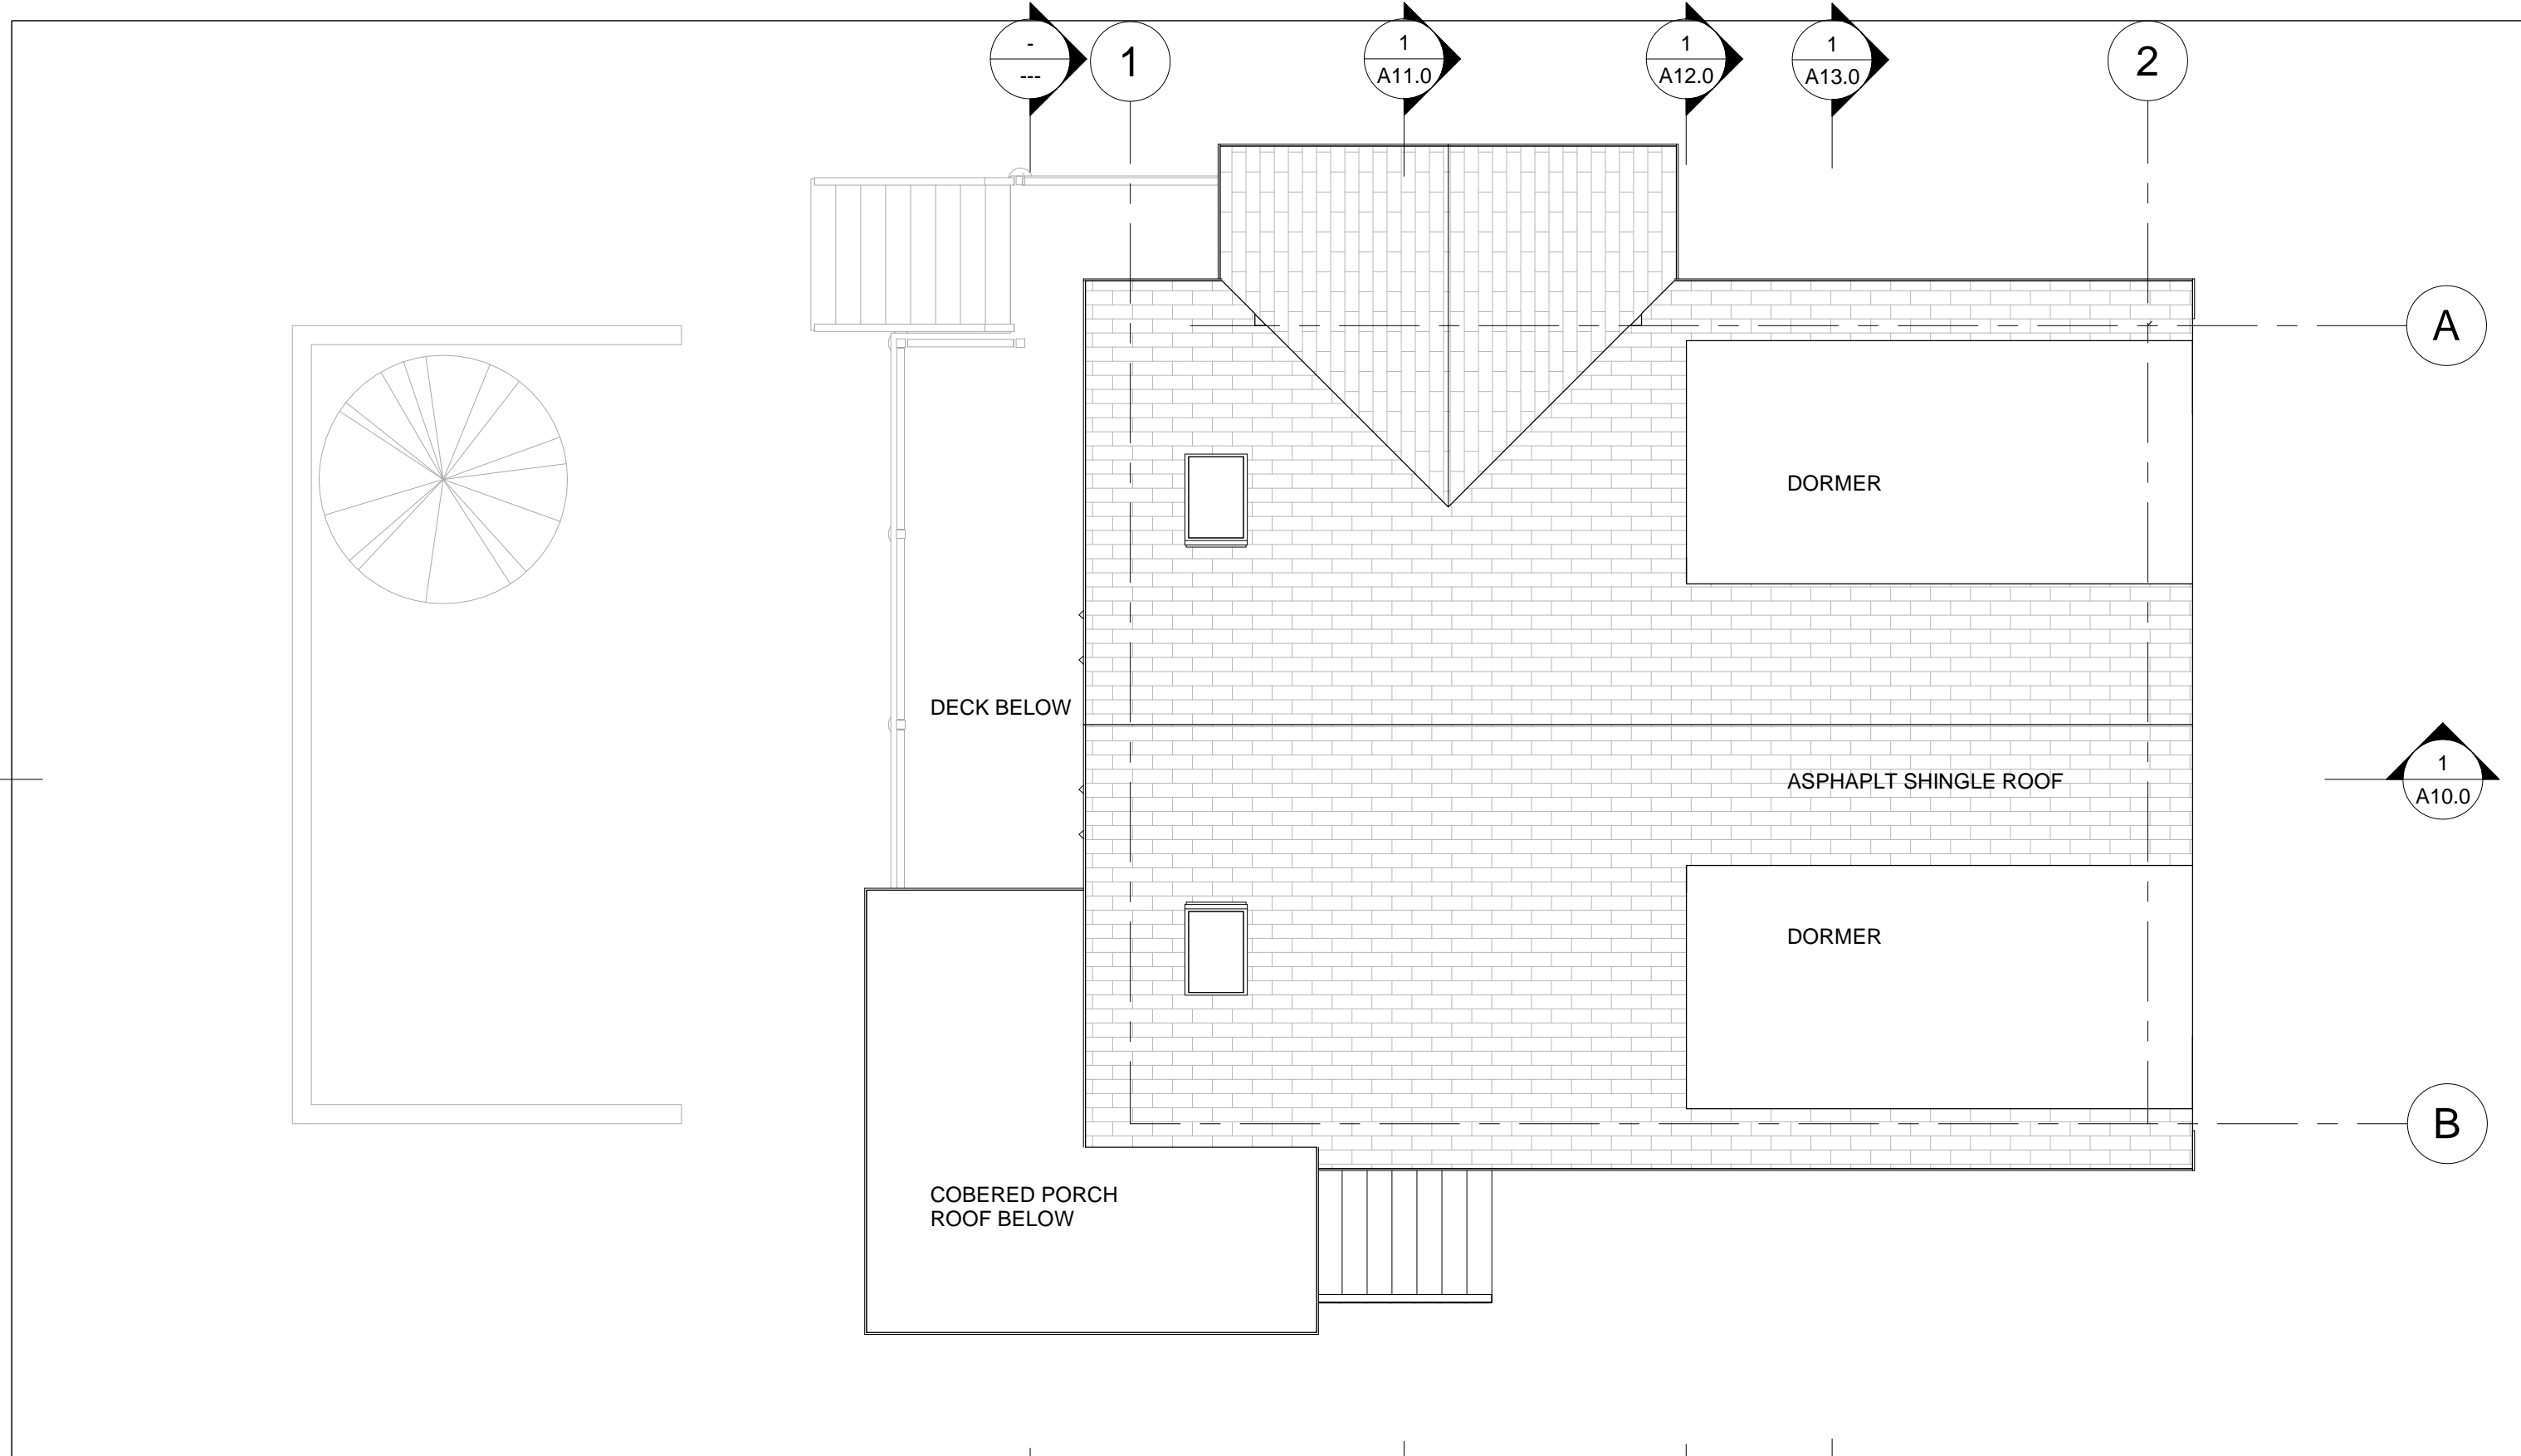 -
---
1
1
A11.0
1
A12.0
1
A13.0
2
A
DORMER
DECK BELOW
ASPHAPLT SHINGLE ROOF
1
A10.0
DORMER
B
COBERED PORCH
ROOF BELOW